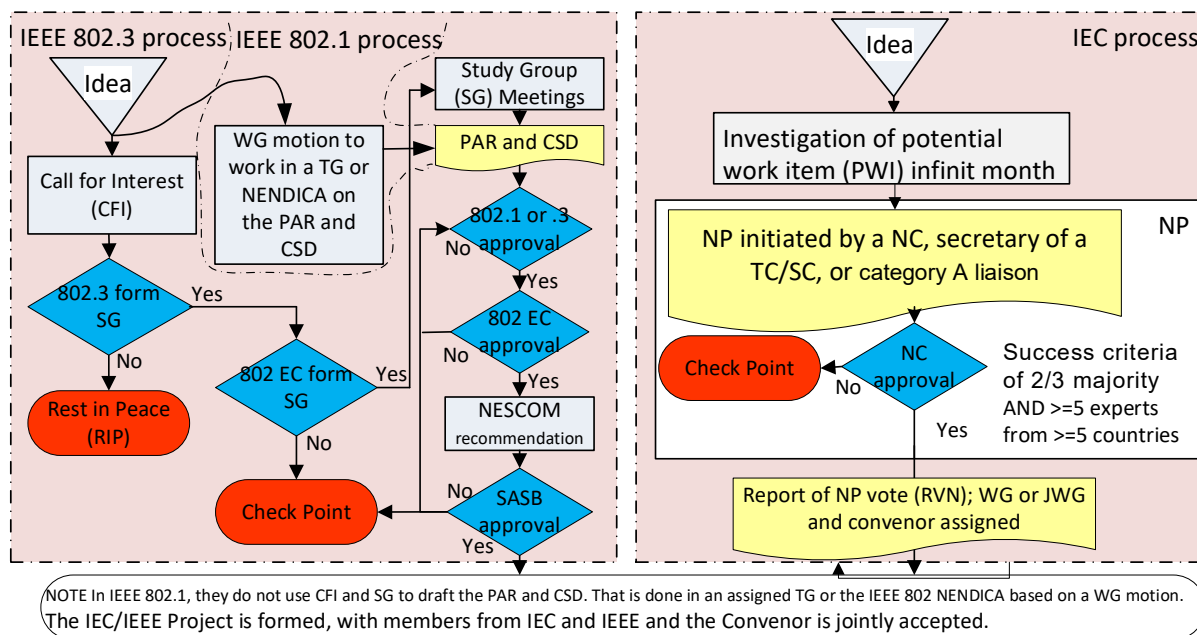 IEEE 802.3 process
IEEE 802.1 process
Idea
Study Group
(SG) Meetings
WG motion to
work in a TG or
NENDICA on
the PAR and
CSD
PAR and CSD
Call for Interest
(CFI)
802.1 or .3
approval
No
Yes
802.3 form
SG
Yes
No
802 EC
approval
No
Yes
802 EC form
SG
Yes
No
Rest in Peace
(RIP)
NESCOM
recommendation
Check Point
No
SASB
approval
Yes
IEC process
Idea
Investigation of potential
work item (PWI) infinit month
NP
NP initiated by a NC, secretary of a
TC/SC, or category A liaison
Check Point
No
NC
approval
Yes
Success criteria
of 2/3 majority
AND >=5 experts
from >=5 countries
Report of NP vote (RVN); WG or JWG
and convenor assigned
NOTE In IEEE 802.1, they do not use CFI and SG to draft the PAR and CSD. That is done in an assigned TG or the IEEE 802 NENDICA based on a WG motion.
The IEC/IEEE Project is formed, with members from IEC and IEEE and the Convenor is jointly accepted.